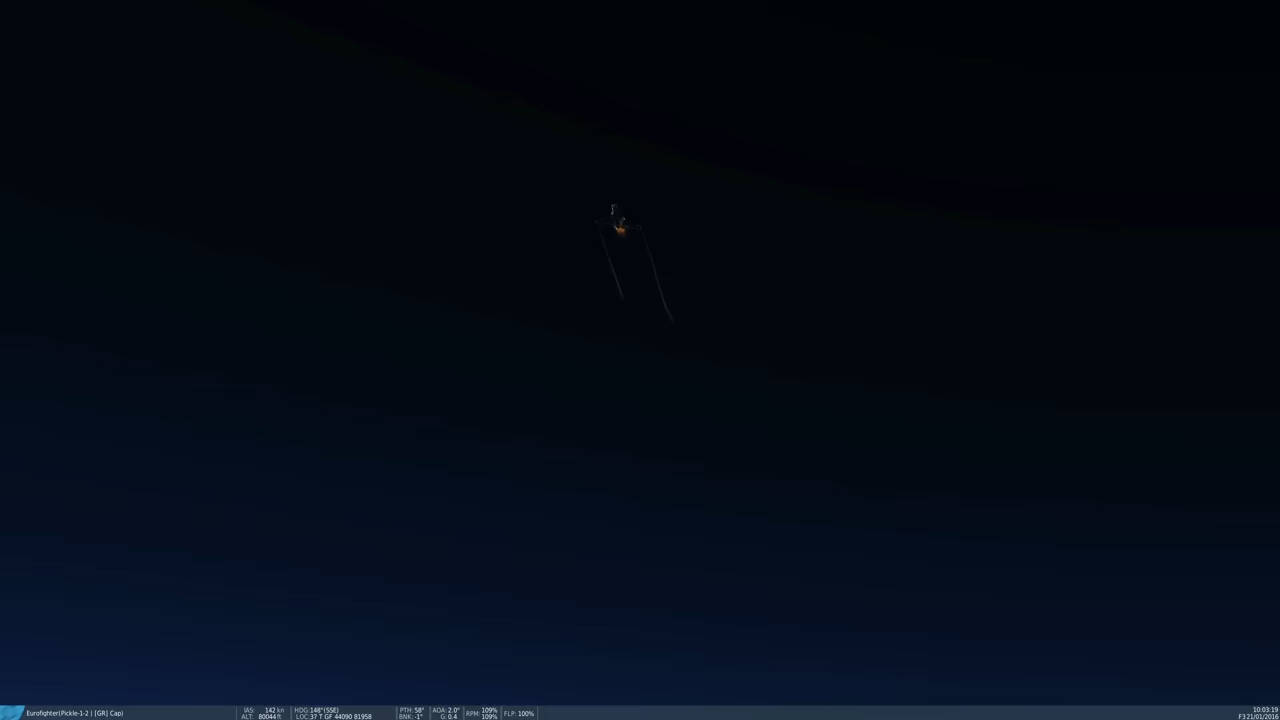 Eurofighter(Pickle-1-2 | [GR] Cap)
IAS: 142 kn
ALT: 80044 ft
HDG: 148°(SSE)
LOC: 37 T GF 44090 81958
PTH: 58°
BNK: -1°
AOA: 2.0°
G: 0.4
RPM: 109%
109%
FLP: 100%
10:03:19
F3 21/01/2016